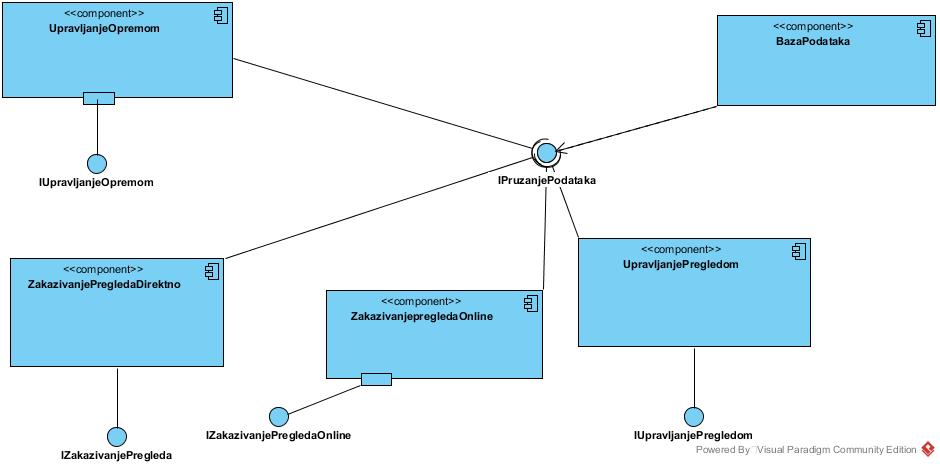 <<component>>
UpravljanjeOpremom
<<component>>
BazaPodataka
IUpravljanjeOpremom
IPruzanjePodataka
<<component>>
ZakazivanjePregledaDirektno
<<component>>
ZakazivanjepregledaOnline
<<component>>
UpravljanjePregledom
IZakazivanjePregleda
IZakazivanjePregledaOnline
IUpravljanjePregledom
Powered By Visual Paradigm Community Edition